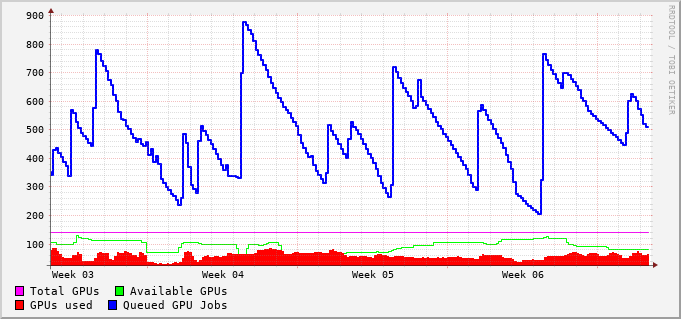 900
800
700
600
500
400
300
200
100
Week 03 Week 04 Week 05 Week 06
Total GPUs Available GPUs
GPUs used Queued GPU Jobs
RRDTOOL / TOBI OETIKER